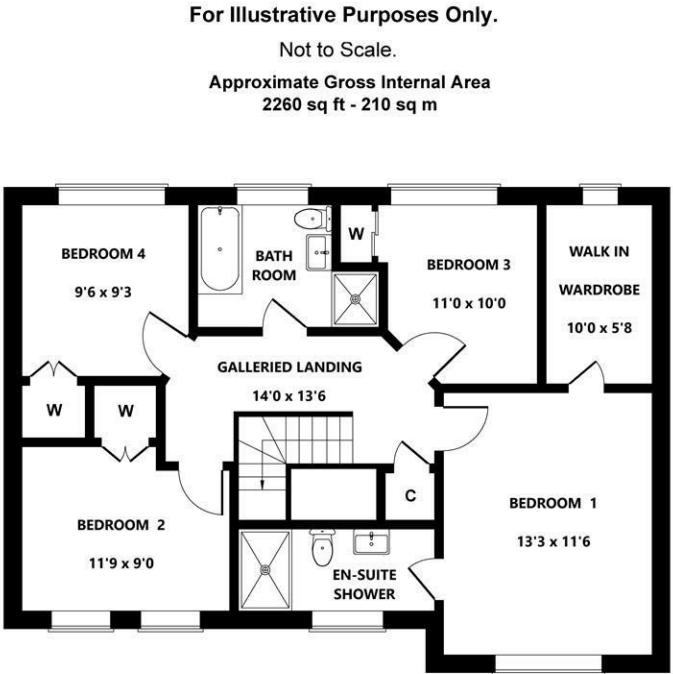 For Illustrative Purposes Only.
Not to Scale.
Approximate Gross Internal Area
2260 sq ft - 210 sq m
BEDROOM 4
9'6 x 9'3
BATH
ROOM
W
BEDROOM 3
11'0 x 10'0
WALK IN
WARDROBE
10'0 x 5'8
GALLERIED LANDING
14'0 x 13'6
W
W
C
BEDROOM 2
11'9 x 9'0
EN-SUITE
SHOWER
BEDROOM 1
13'3 x 11'6